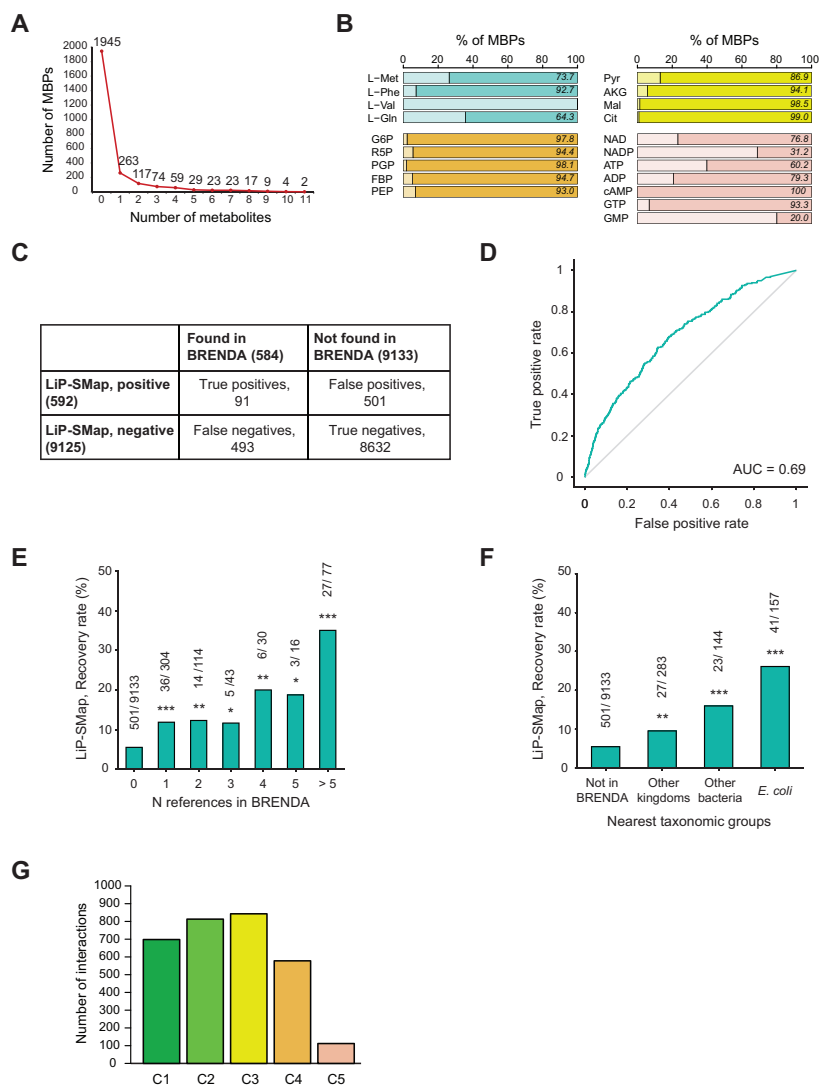 A
Number of MBPs
2000
1800
1600
1400
1200
1000
800
600
400
200
0
1945
263
117
74
59
29
23
23
17
9
4
2
0 1 2 3 4 5 6 7 8 9 10 11
Number of metabolites
B
% of MBPs
0 20 40 60 80 100
L−Met 73.7
L−Phe 92.7
L−Val
L−Gln 64.3
G6P 97.8
R5P 94.4
PGP 98.1
FBP 94.7
PEP 93.0
% of MBPs
0 20 40 60 80 100
Pyr 86.9
AKG 94.1
Mal 98.5
Cit 99.0
NAD 76.8
NADP 31.2
ATP 60.2
ADP 79.3
cAMP 100
GTP 93.3
GMP 20.0
C
Found in
BRENDA (584)
Not found in
BRENDA (9133)
LiP-SMap, positive
(592)
True positives,
91
False positives,
501
LiP-SMap, negative
(9125)
False negatives,
493
True negatives,
8632
D
True positive rate
1
0.8
0.6
0.4
0.2
0
AUC = 0.69
0 0.2 0.4 0.6 0.8 1
False positive rate
E
LiP-SMap, Recovery rate (%)
50
40
30
20
10
0
501/ 9133
36/ 304
14 /114
5 /43
6/ 30
3/ 16
27/ 77
***
**
*
**
*
***
0 1 2 3 4 5 > 5
N references in BRENDA
F
LiP-SMap, Recovery rate (%)
50
40
30
20
10
0
501/ 9133
27/ 283
23/ 144
41/ 157
**
***
***
Not in
BRENDA
Other
kingdoms
Other
bacteria
E. coli
Nearest taxonomic groups
G
Number of interactions
1000
900
800
700
600
500
400
300
200
100
0
C1 C2 C3 C4 C5